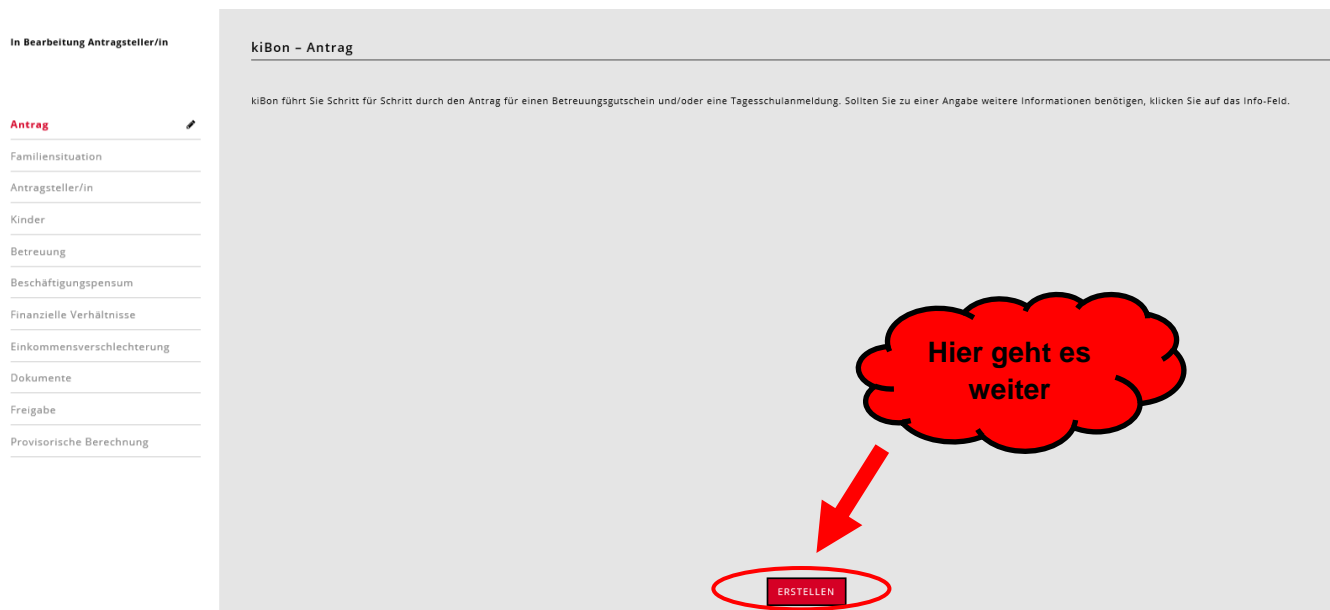 In Bearbeitung Antragsteller/in
Antrag
Familiensituation
Antragsteller/in
Kinder
Betreuung
Beschäftigungspensum
Finanzielle Verhältnisse
Einkommensverschlechterung
Dokumente
Freigabe
Provisorische Berechnung
kiBon – Antrag
kiBon führt Sie Schritt für Schritt durch den Antrag für einen Betreuungsgutschein und/oder eine Tagesschulanmeldung. Sollten Sie zu einer Angabe weitere Informationen benötigen, klicken Sie auf das Info-Feld.
Hier geht es
weiter
ERSTELLEN